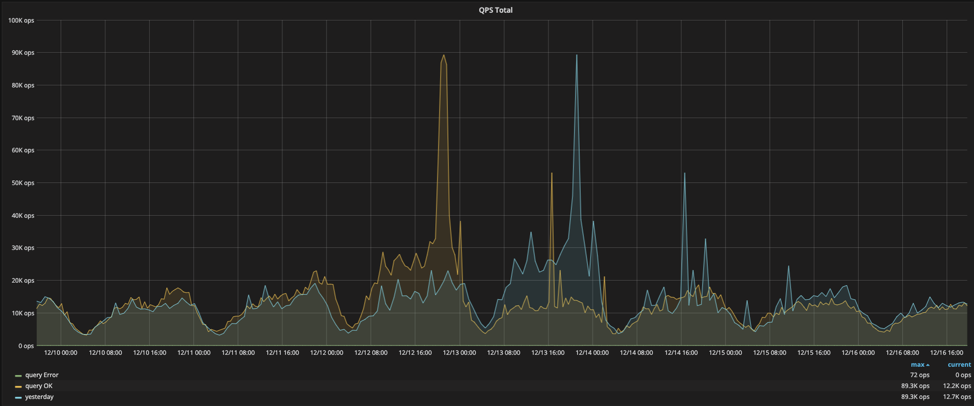 QPS Total
100K ops
90K ops
80K ops
70K ops
60K ops
50K ops
40K ops
30K ops
20K ops
10K ops
0 ops
12/10 00:00 12/10 08:00 12/10 16:00 12/11 00:00 12/11 08:00 12/11 16:00 12/12 00:00 12/12 08:00 12/12 16:00 12/13 00:00 12/13 08:00 12/13 16:00 12/14 00:00 12/14 08:00 12/14 16:00 12/15 00:00 12/15 08:00 12/15 16:00 12/16 00:00 12/16 08:00 12/16 16:00
max current
query Error 72 ops 0 ops
query OK 89.3K ops 12.2K ops
yesterday 89.3K ops 12.7K ops